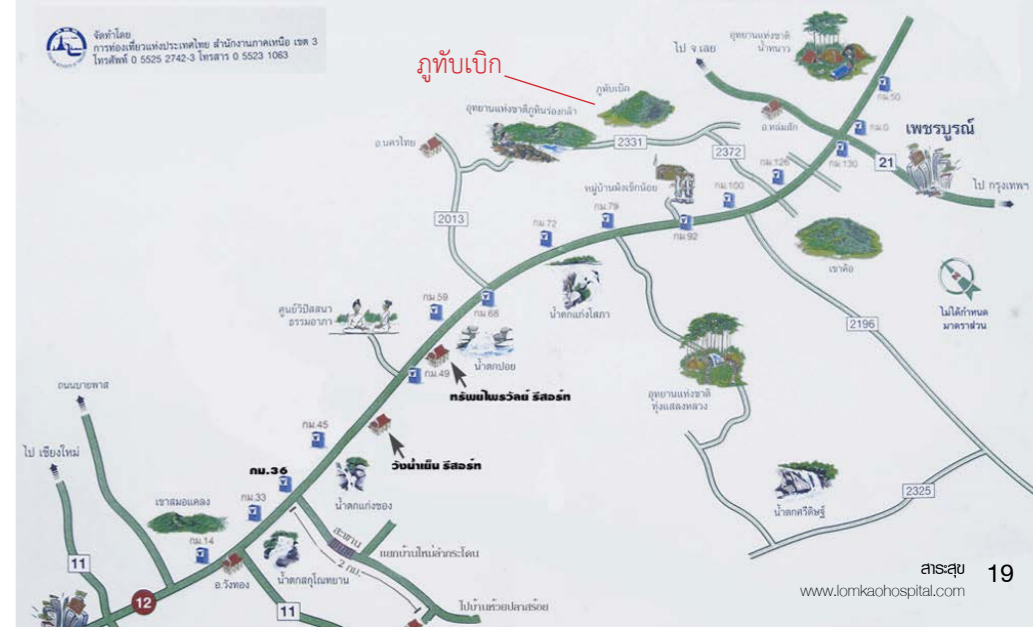 จัดทำโดย
การท่องเที่ยวแห่งประเทศไทย สำนักงานภาคเหนือ เขต 3
โทรศัพท์ 0 5525 2742-3 โทรสาร 0 5523 1063
ภูทับเบิก
ภูทับเบิก
อุทยานแห่งชาติภูหินร่องกล้า
ไป จ.เลย
อุทยานแห่งชาติ
น้ำหนาว
กม.50
อ.หล่มสัก
กม.0
เพชรบูรณ์
อ.นครไทย
2331
2372
กม.126
กม.130
21
ไป กรุงเทพฯ
หมู่บ้านเข็กน้อย
กม.100
2013
กม.79
กม.72
กม.92
เขาค้อ
ไม่ได้กำหนด
มาตราส่วน
น้ำตกแก่งโสภา
กม.59
กม.68
ศูนย์วิปัสสนา
ธรรมอาภา
2196
น้ำตกปอย
กม.49
ทรัพย์ไพรวัลย์ รีสอร์ท
อุทยานแห่งชาติ
ทุ่งแสลงหลวง
ถนนบายพาส
กม.45
ไป เชียงใหม่
วังน้ำเย็น รีสอร์ท
กม.36
น้ำตกแก่งซอง
เขาสมอแคลง
กม.33
2325
น้ำตกศรีดิษฐ์
กม.14
สะพาน
แยกบ้านใหม่ลำกระโดน
2 กม.
11
อ.วังทอง
น้ำตกสกุโณทยาน
12
11
ไปบ้านห้วยปลาสร้อย
สาระสุข 19
www.lomkaohospital.com